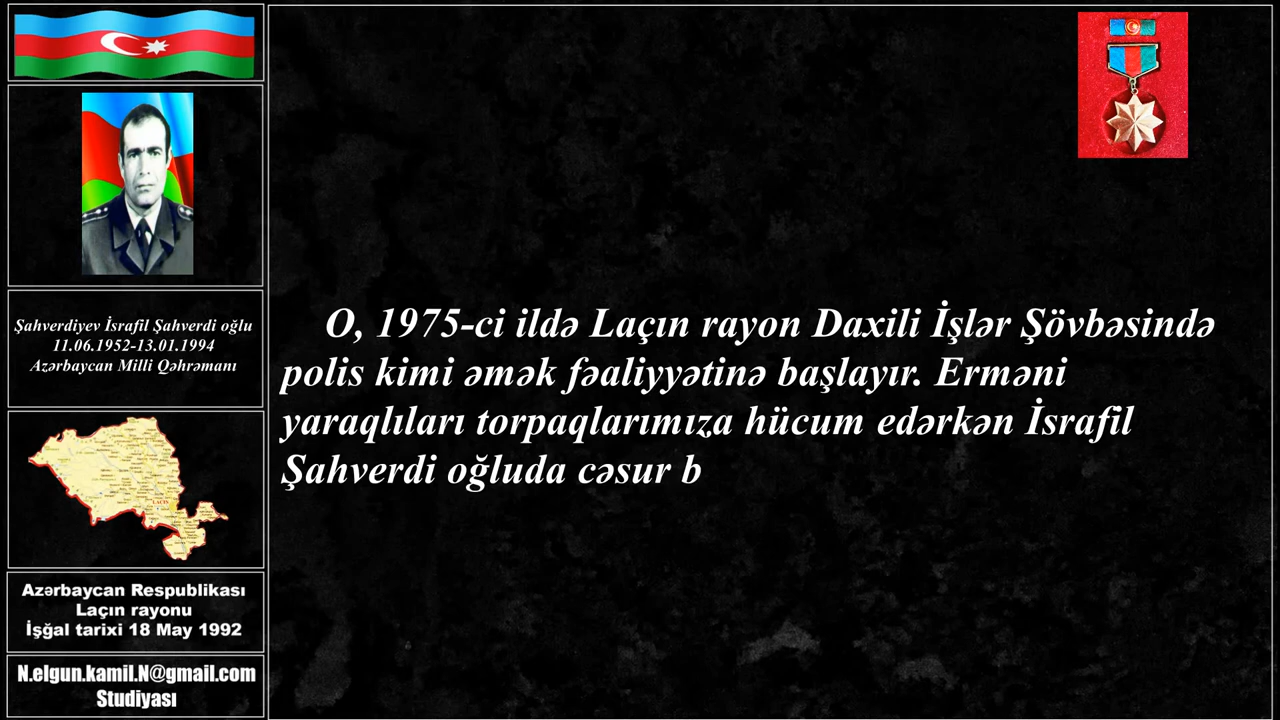 Şahverdiyev İsrafil Şahverdi oğlu
11.06.1952-13.01.1994
Azərbaycan Milli Qəhrəmanı
LAÇIN
Azərbaycan Respublikası
Laçın rayonu
İşğal tarixi 18 May 1992
N.elgun.kamil.N@gmail.com
Studiyası
O, 1975-ci ildə Laçın rayon Daxili İşlər Şövbəsində
polis kimi əmək fəaliyyətinə başlayır. Erməni
yaraqlıları torpaqlarımıza hücum edərkən İsrafil
Şahverdi oğluda cəsur b